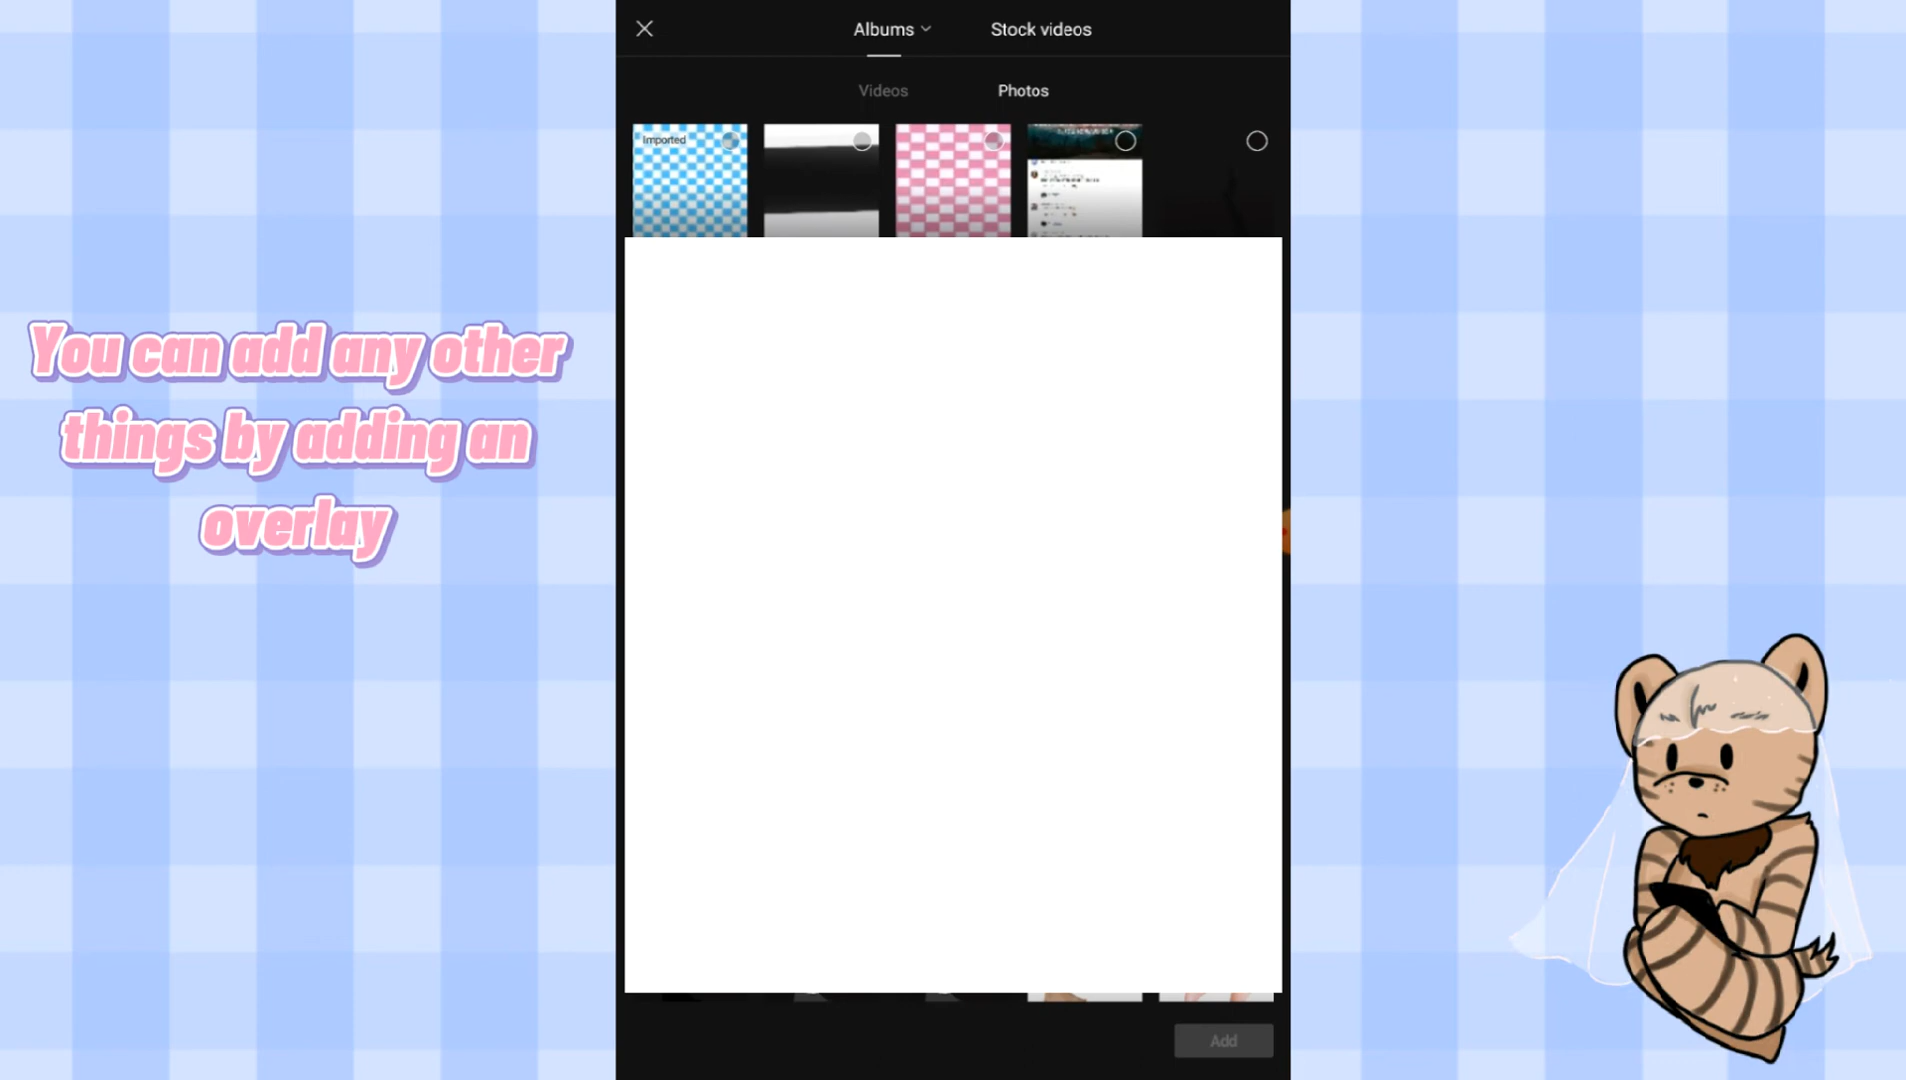 Albums
Stock videos
Videos
Photos
Imported
You can add any other
things by adding an
overlay
Add